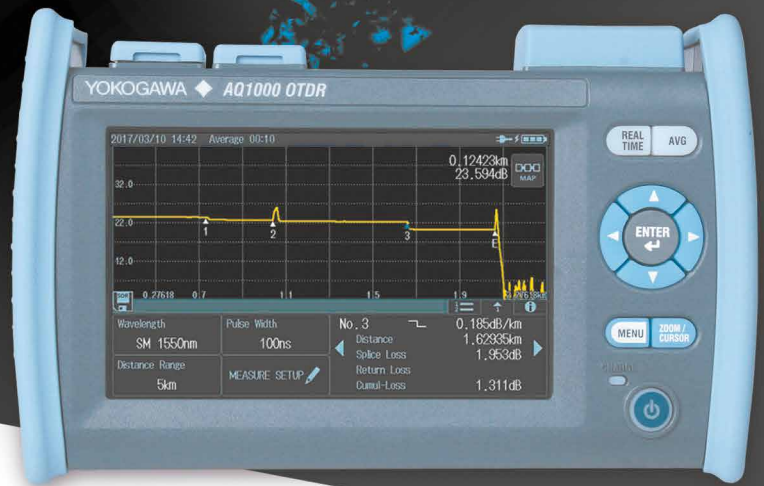 YOKOGAWA ◆ AQ1000 OTDR
2017/03/10 14:42 Average 00:10
0.12423km
23.594dB
MAP
32.0
22.0
12.0
1
2
3
E
0.27618 0.7 1.1 1.5 1.9
SOR
Wavelength
SM 1550nm
Pulse Width
100ns
Distance Range
5km
MEASURE SETUP
No. 3 0.185dB/km
Distance 1.62935km
Splice Loss 1.953dB
Return Loss
Cumul-Loss 1.311dB
REAL TIME
AVG
ENTER
MENU
ZOOM / CURSOR
CHARGE